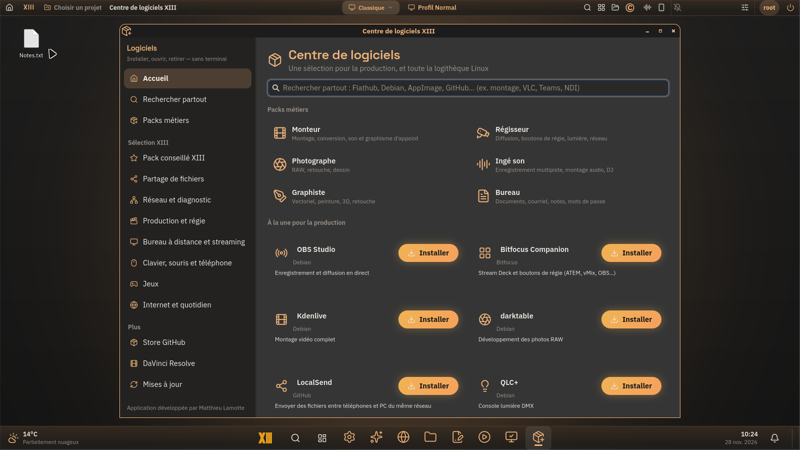 XIII
Choisir un projet
Centre de logiciels XIII
Classique
Profil Normal
root
Notes.txt
Centre de logiciels XIII
Logiciels
Installer, ouvrir, retirer — sans terminal
Accueil
Rechercher partout
Packs métiers
Sélection XIII
Pack conseillé XIII
Partage de fichiers
Réseau et diagnostic
Production et régie
Bureau à distance et streaming
Clavier, souris et téléphone
Jeux
Internet et quotidien
Plus
Store GitHub
DaVinci Resolve
Mises à jour
Application développée par Matthieu Lamotte
Centre de logiciels
Une sélection pour la production, et toute la logithèque Linux
Rechercher partout : Flathub, Debian, AppImage, GitHub… (ex. montage, VLC, Teams, NDI)
Packs métiers
Monteur
Montage, conversion, son et graphisme d'appoint
Régisseur
Diffusion, boutons de régie, lumière, réseau
Photographe
RAW, retouche, dessin
Ingé son
Enregistrement multipiste, montage audio, DJ
Graphiste
Vectoriel, peinture, 3D, retouche
Bureau
Documents, courriel, notes, mots de passe
À la une pour la production
OBS Studio
Debian
Installer
Enregistrement et diffusion en direct
Bitfocus Companion
Bitfocus
Installer
Stream Deck et boutons de régie (ATEM, vMix, OBS…)
Kdenlive
Debian
Installer
Montage vidéo complet
darktable
Debian
Installer
Développement des photos RAW
LocalSend
GitHub
Installer
Envoyer des fichiers entre téléphones et PC du même réseau
QLC+
Debian
Installer
Console lumière DMX
14°C
Partiellement nuageux
XIII
10:24
28 nov. 2026